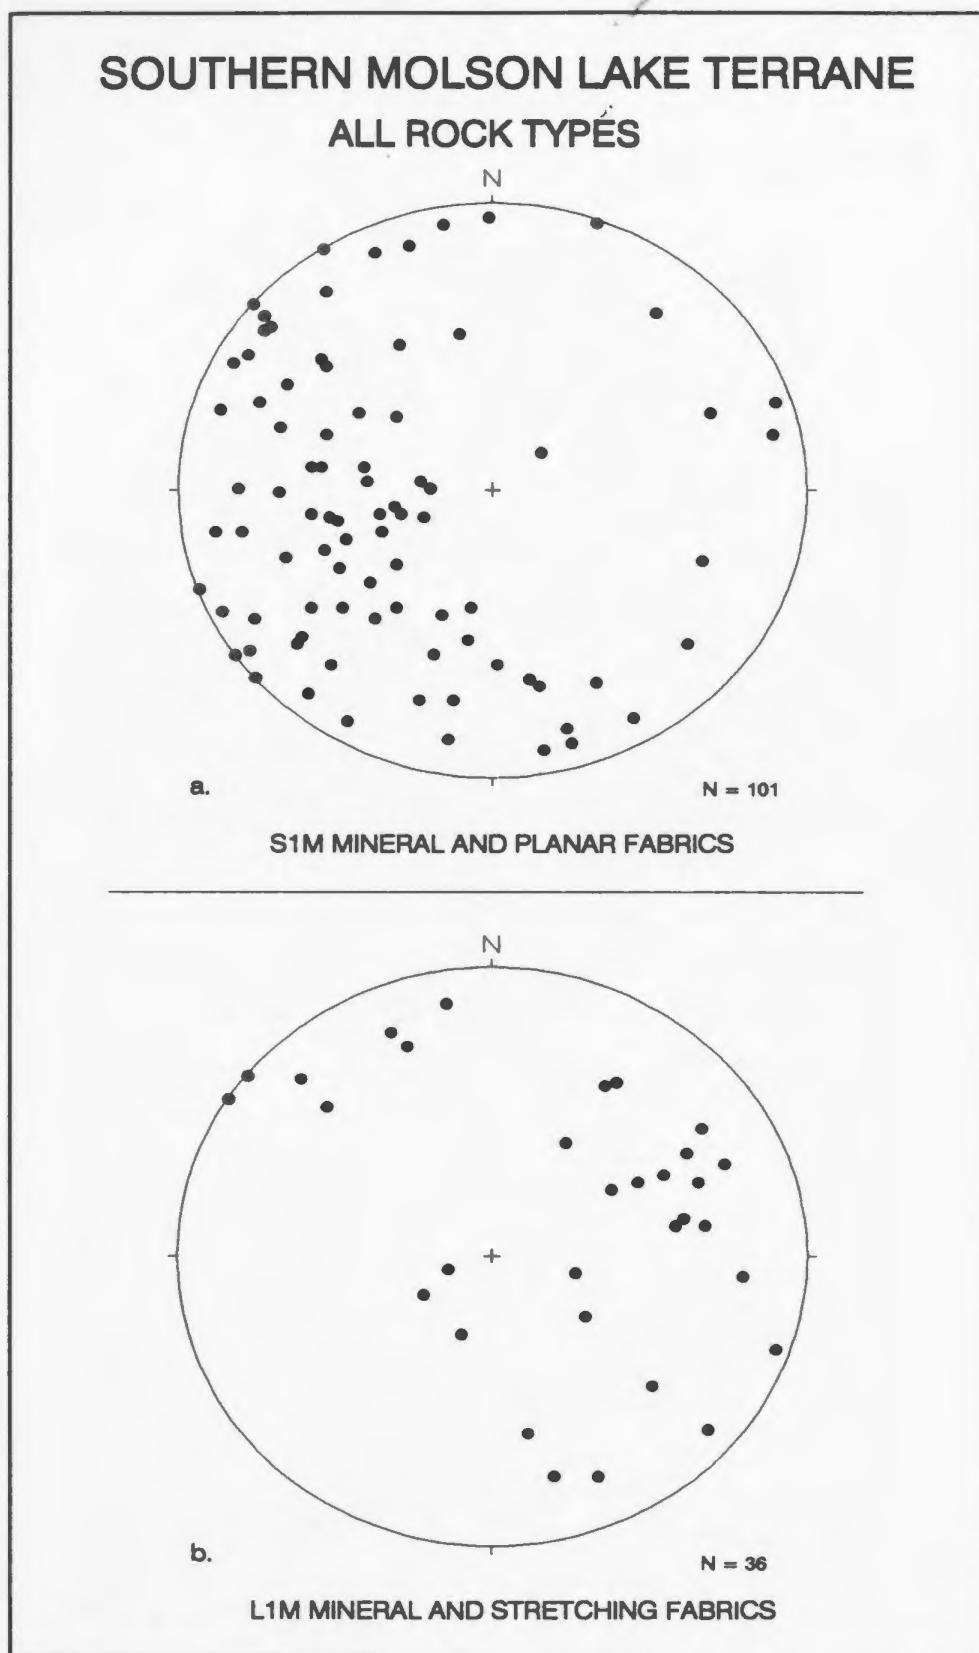 SOUTHERN MOLSON LAKE TERRANE
ALL ROCK TYPES
N
a.
N = 101
S1M MINERAL AND PLANAR FABRICS
N
b.
N = 36
L1M MINERAL AND STRETCHING FABRICS